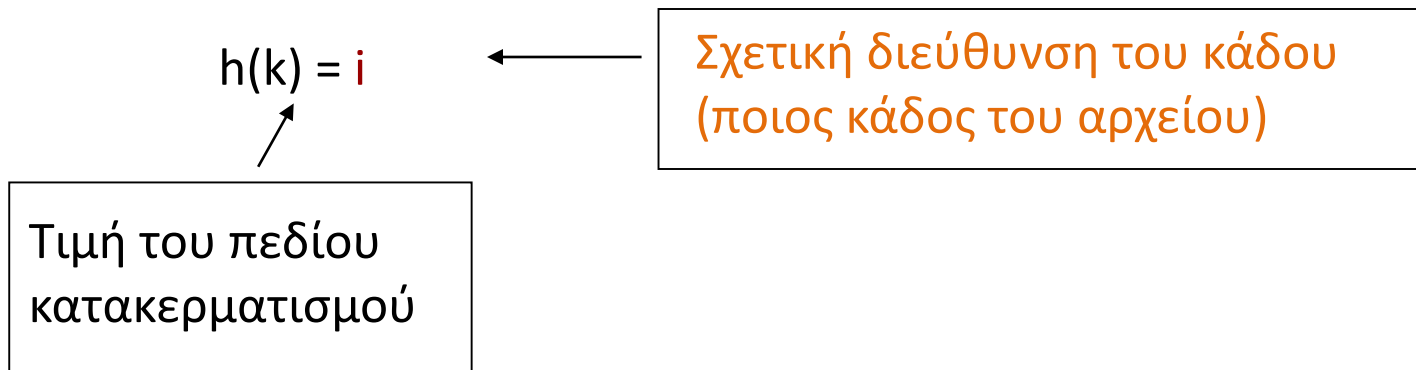 h(k) = i
Σχετική διεύθυνση του κάδου
(ποιος κάδος του αρχείου)
Τιμή του πεδίου
κατακερματισμού